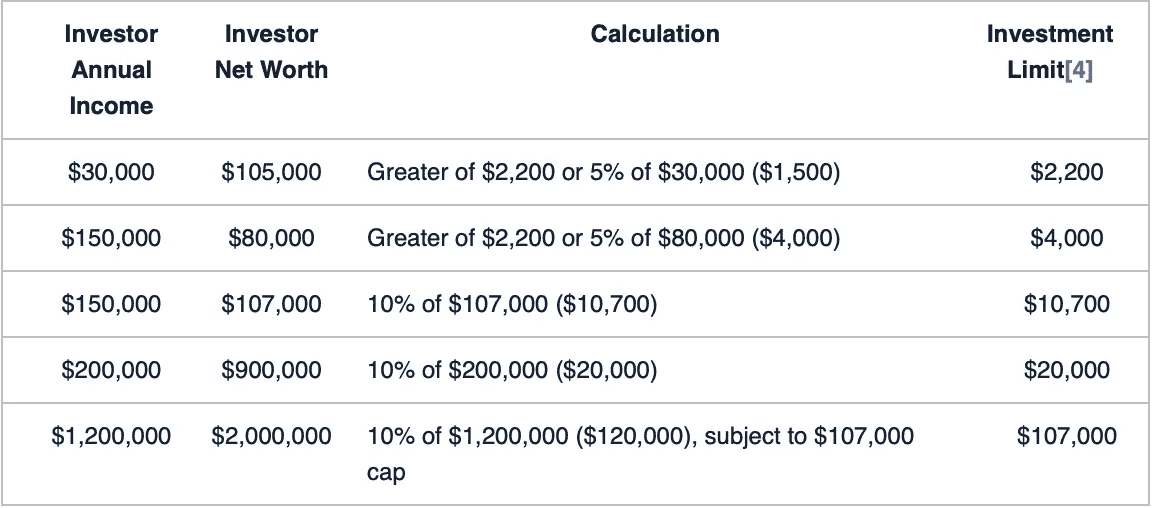 Investor Annual Income Investor Net Worth Calculation Investment Limit[4]
$30,000 $105,000 Greater of $2,200 or 5% of $30,000 ($1,500) $2,200
$150,000 $80,000 Greater of $2,200 or 5% of $80,000 ($4,000) $4,000
$150,000 $107,000 10% of $107,000 ($10,700) $10,700
$200,000 $900,000 10% of $200,000 ($20,000) $20,000
$1,200,000 $2,000,000 10% of $1,200,000 ($120,000), subject to $107,000 cap $107,000